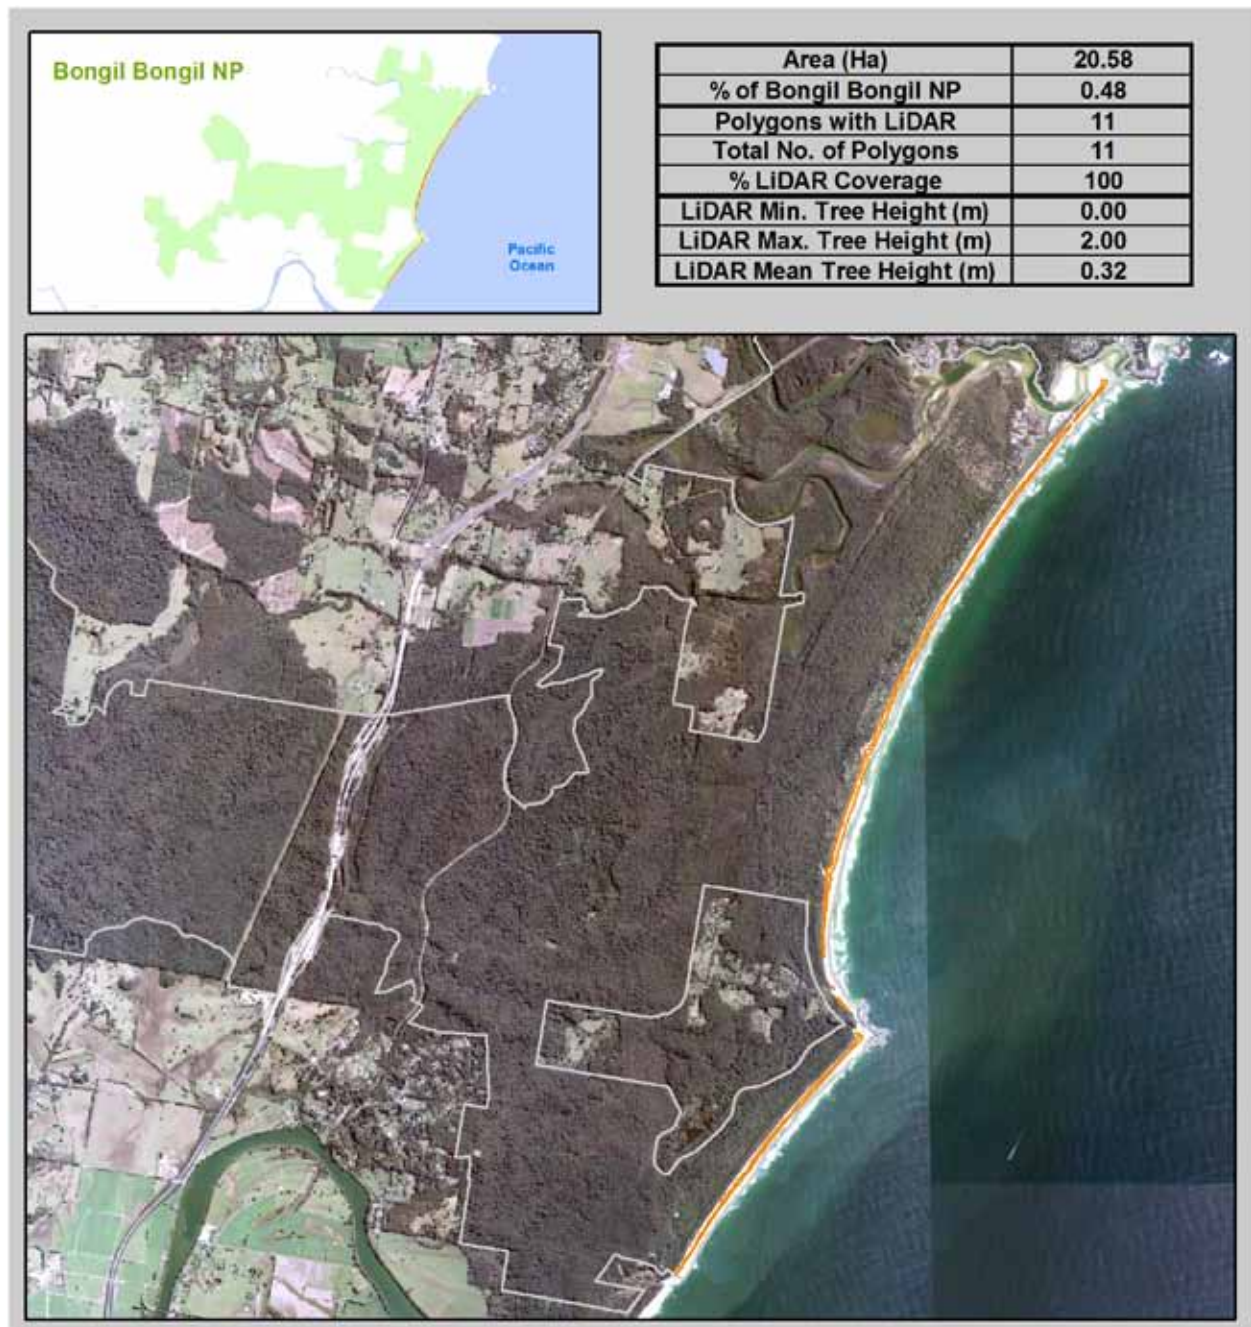 Bongil Bongil NP
Pacific
Ocean
Area (Ha) 20.58
% of Bongil Bongil NP 0.48
Polygons with LiDAR 11
Total No. of Polygons 11
% LiDAR Coverage 100
LiDAR Min. Tree Height (m) 0.00
LiDAR Max. Tree Height (m) 2.00
LiDAR Mean Tree Height (m) 0.32